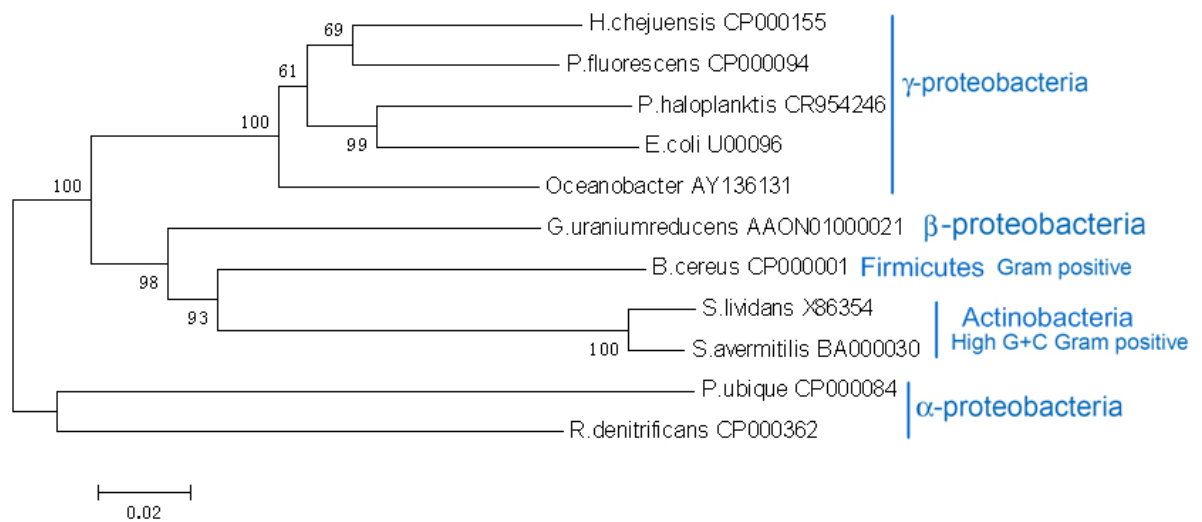 69
H.chejuensis CP000155
P.fluorescens CP000094
61
γ-proteobacteria
P.haloplanktis CR954246
100
99
E.coli U00096
100
Oceanobacter AY136131
G.uraniumreducens AAON01000021 β-proteobacteria
98
B.cereus CP000001 Firmicutes Gram positive
93
S.lividans X86354
Actinobacteria
High G+C Gram positive
100
S.avermitilis BA000030
P.ubique CP000084
α-proteobacteria
R.denitrificans CP000362
0.02